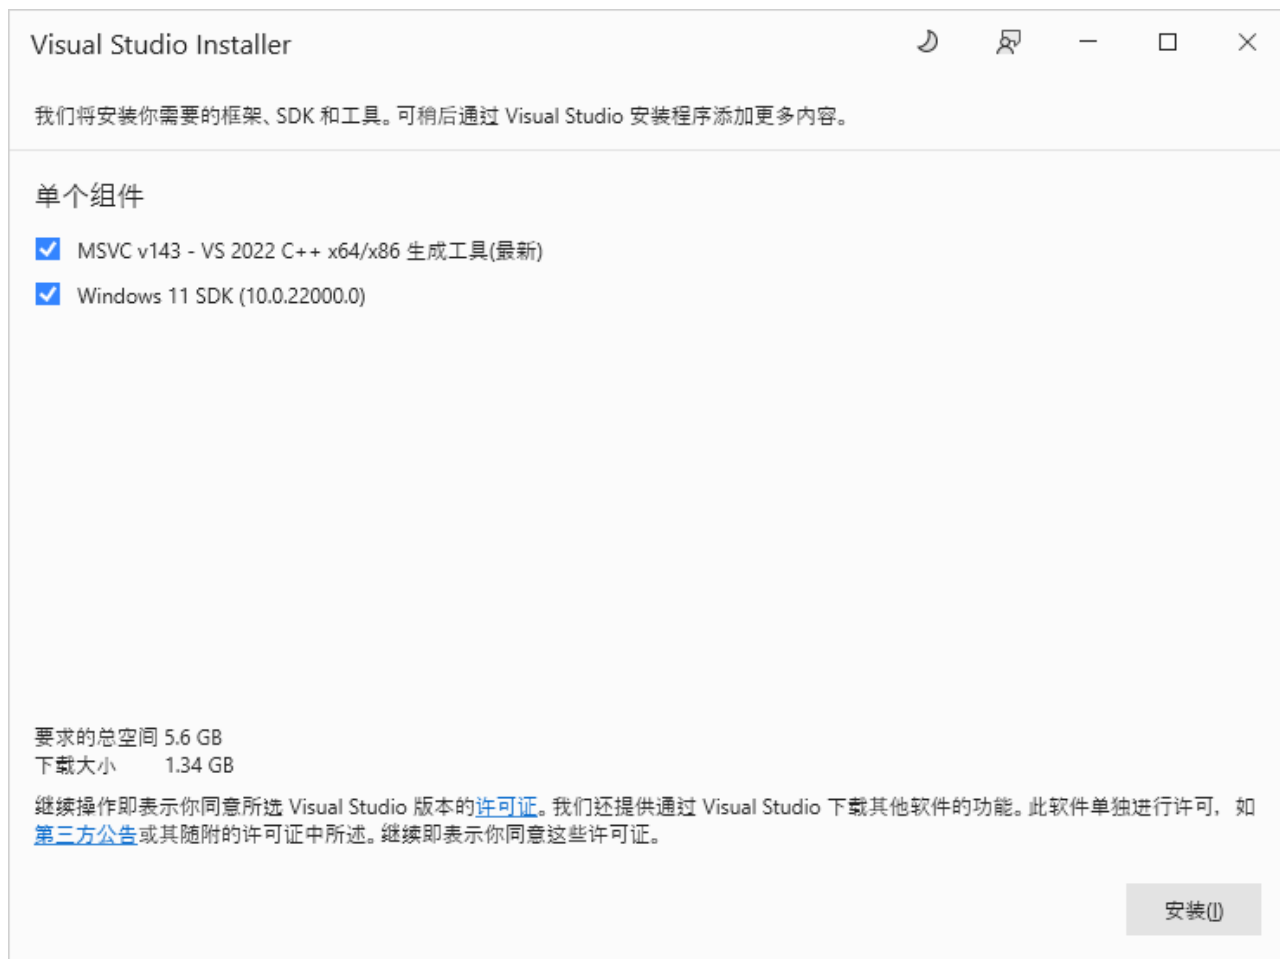 Visual Studio Installer
我们将安装你需要的框架、SDK 和工具。可稍后通过 Visual Studio 安装程序添加更多内容。
单个组件
MSVC v143 - VS 2022 C++ x64/x86 生成工具(最新)
Windows 11 SDK (10.0.22000.0)
要求的总空间 5.6 GB
下载大小 1.34 GB
继续操作即表示你同意所选 Visual Studio 版本的许可证。我们还提供通过 Visual Studio 下载其他软件的功能。此软件单独进行许可，如
第三方公告或其随附的许可证中所述。继续即表示你同意这些许可证。
安装(I)